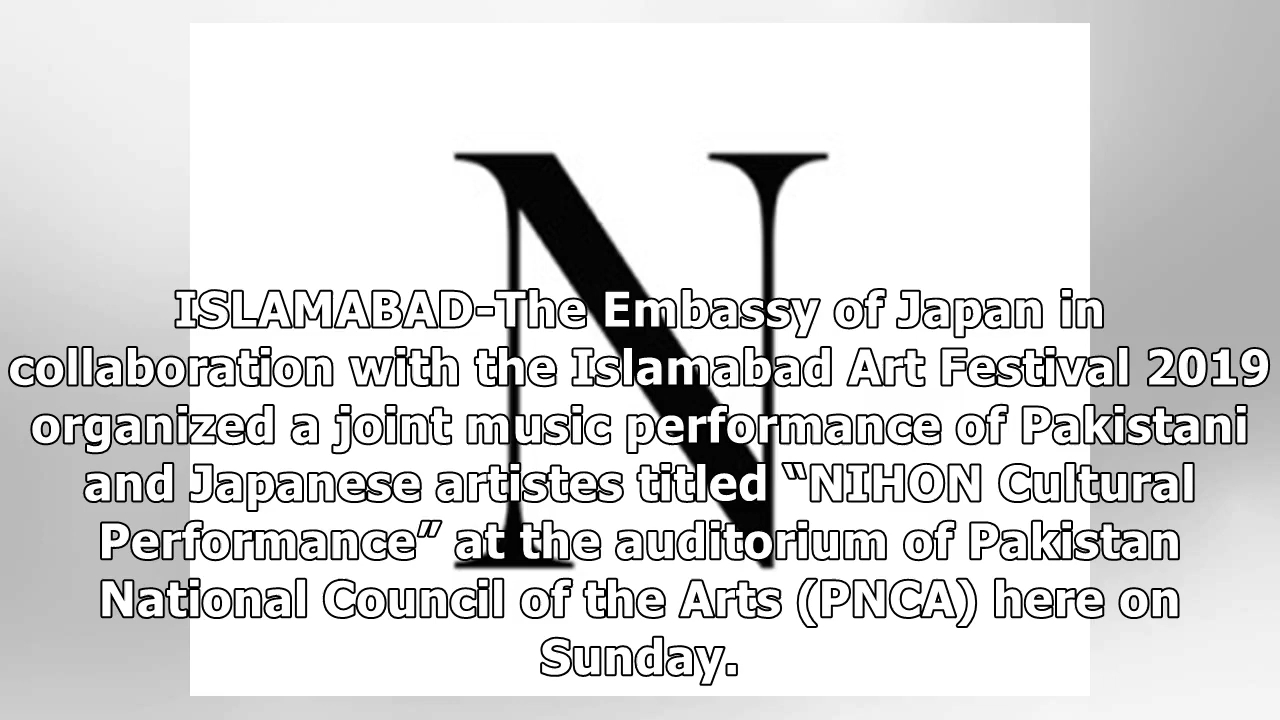 N
ISLAMABAD-The Embassy of Japan in
collaboration with the Islamabad Art Festival 2019
organized a joint music performance of Pakistani
and Japanese artistes titled “NIHON Cultural
Performance” at the auditorium of Pakistan
National Council of the Arts (PNCA) here on
Sunday.